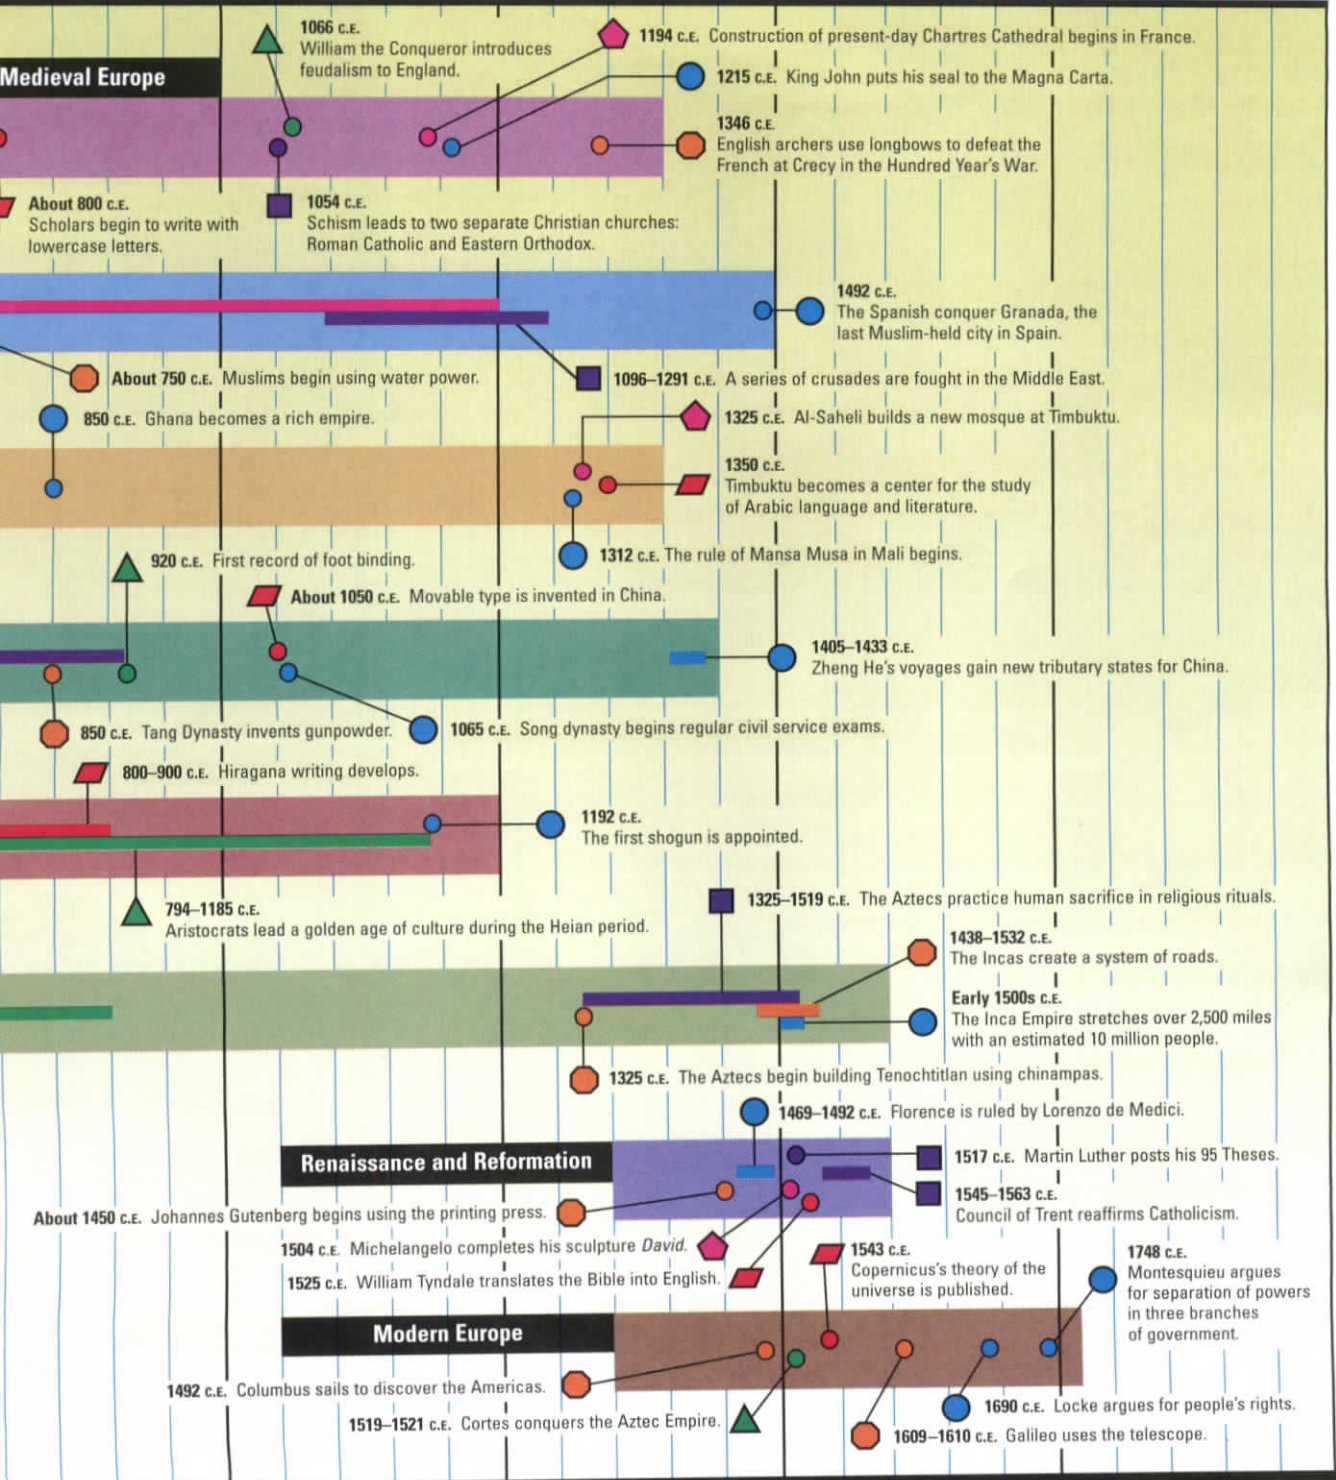 1066 C.E.
William the Conqueror introduces
feudalism to England.
1194 C.E. Construction of present-day Chartres Cathedral begins in France.
Medieval Europe
1215 C.E. King John puts his seal to the Magna Carta.
1346 C.E.
English archers use longbows to defeat the
French at Crecy in the Hundred Year's War.
About 800 C.E.
Scholars begin to write with
lowercase letters.
1054 C.E.
Schism leads to two separate Christian churches:
Roman Catholic and Eastern Orthodox.
1492 C.E.
The Spanish conquer Granada, the
last Muslim-held city in Spain.
About 750 C.E. Muslims begin using water power.
1096–1291 C.E. A series of crusades are fought in the Middle East.
850 C.E. Ghana becomes a rich empire.
1325 C.E. Al-Saheli builds a new mosque at Timbuktu.
1350 C.E.
Timbuktu becomes a center for the study
of Arabic language and literature.
1312 C.E. The rule of Mansa Musa in Mali begins.
920 C.E. First record of foot binding.
About 1050 C.E. Movable type is invented in China.
1405–1433 C.E.
Zheng He's voyages gain new tributary states for China.
850 C.E. Tang Dynasty invents gunpowder.
1065 C.E. Song dynasty begins regular civil service exams.
800–900 C.E. Hiragana writing develops.
1192 C.E.
The first shogun is appointed.
794–1185 C.E.
Aristocrats lead a golden age of culture during the Heian period.
1325–1519 C.E. The Aztecs practice human sacrifice in religious rituals.
1438–1532 C.E.
The Incas create a system of roads.
Early 1500s C.E.
The Inca Empire stretches over 2,500 miles
with an estimated 10 million people.
1325 C.E. The Aztecs begin building Tenochtitlan using chinampas.
1469–1492 C.E. Florence is ruled by Lorenzo de Medici.
Renaissance and Reformation
1517 C.E. Martin Luther posts his 95 Theses.
1545–1563 C.E.
Council of Trent reaffirms Catholicism.
About 1450 C.E. Johannes Gutenberg begins using the printing press.
1504 C.E. Michelangelo completes his sculpture David.
1525 C.E. William Tyndale translates the Bible into English.
1543 C.E.
Copernicus's theory of the
universe is published.
1748 C.E.
Montesquieu argues
for separation of powers
in three branches
of government.
Modern Europe
1492 C.E. Columbus sails to discover the Americas.
1519–1521 C.E. Cortes conquers the Aztec Empire.
1690 C.E. Locke argues for people's rights.
1609–1610 C.E. Galileo uses the telescope.